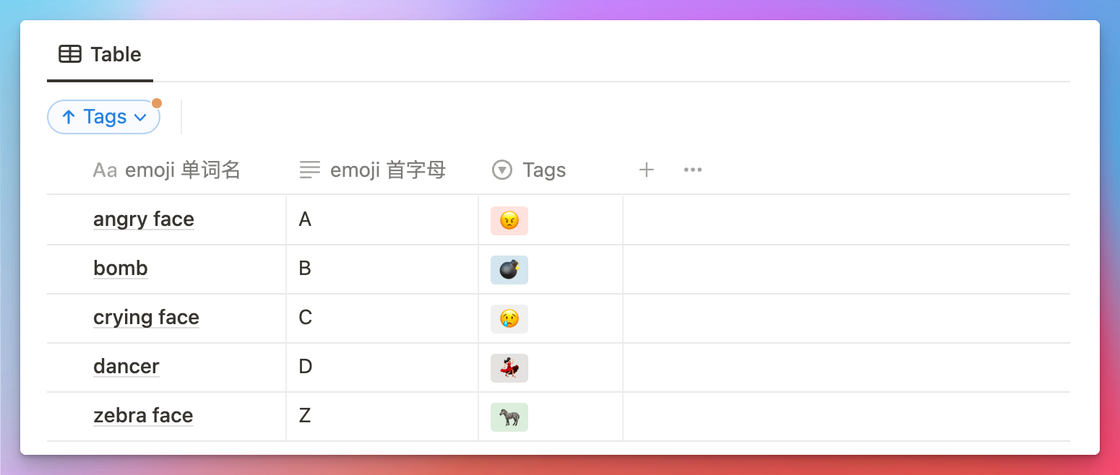 Table
Tags
Aa emoji 单词名 emoji 首字母 Tags
angry face A 😠
bomb B 💣
crying face C 😢
dancer D 💃
zebra face Z 🦓